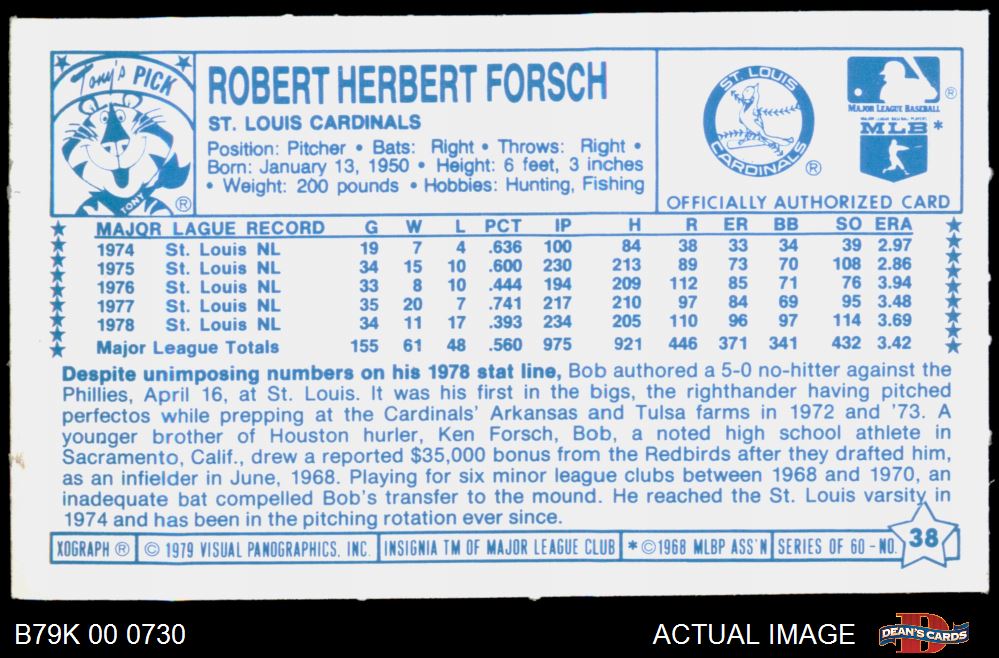 Tony's PICK
TONY
®
ROBERT HERBERT FORSCH
ST. LOUIS CARDINALS
Position: Pitcher • Bats: Right • Throws: Right •
Born: January 13, 1950 • Height: 6 feet, 3 inches
• Weight: 200 pounds • Hobbies: Hunting, Fishing
ST. LOUIS
CARDINALS
®
®
MAJOR LEAGUE BASEBALL
MAJOR LEAGUE BASEBALL PLAYERS
MLB *
OFFICIALLY AUTHORIZED CARD
MAJOR LAGUE RECORD G W L PCT IP H R ER BB SO ERA
1974 St. Louis NL 19 7 4 .636 100 84 38 33 34 39 2.97
1975 St. Louis NL 34 15 10 .600 230 213 89 73 70 108 2.86
1976 St. Louis NL 33 8 10 .444 194 209 112 85 71 76 3.94
1977 St. Louis NL 35 20 7 .741 217 210 97 84 69 95 3.48
1978 St. Louis NL 34 11 17 .393 234 205 110 96 97 114 3.69
Major League Totals 155 61 48 .560 975 921 446 371 341 432 3.42
Despite unimposing numbers on his 1978 stat line, Bob authored a 5-0 no-hitter against the
Phillies, April 16, at St. Louis. It was his first in the bigs, the righthander having pitched
perfectos while prepping at the Cardinals' Arkansas and Tulsa farms in 1972 and '73. A
younger brother of Houston hurler, Ken Forsch, Bob, a noted high school athlete in
Sacramento, Calif., drew a reported $35,000 bonus from the Redbirds after they drafted him,
as an infielder in June, 1968. Playing for six minor league clubs between 1968 and 1970, an
inadequate bat compelled Bob's transfer to the mound. He reached the St. Louis varsity in
1974 and has been in the pitching rotation ever since.
XOGRAPH ® © 1979 VISUAL PANOGRAPHICS, INC. INSIGNIA TM OF MAJOR LEAGUE CLUB * ©1968 MLBP ASS'N SERIES OF 60 - NO. 38
B79K 00 0730
ACTUAL IMAGE
DEAN'S CARDS